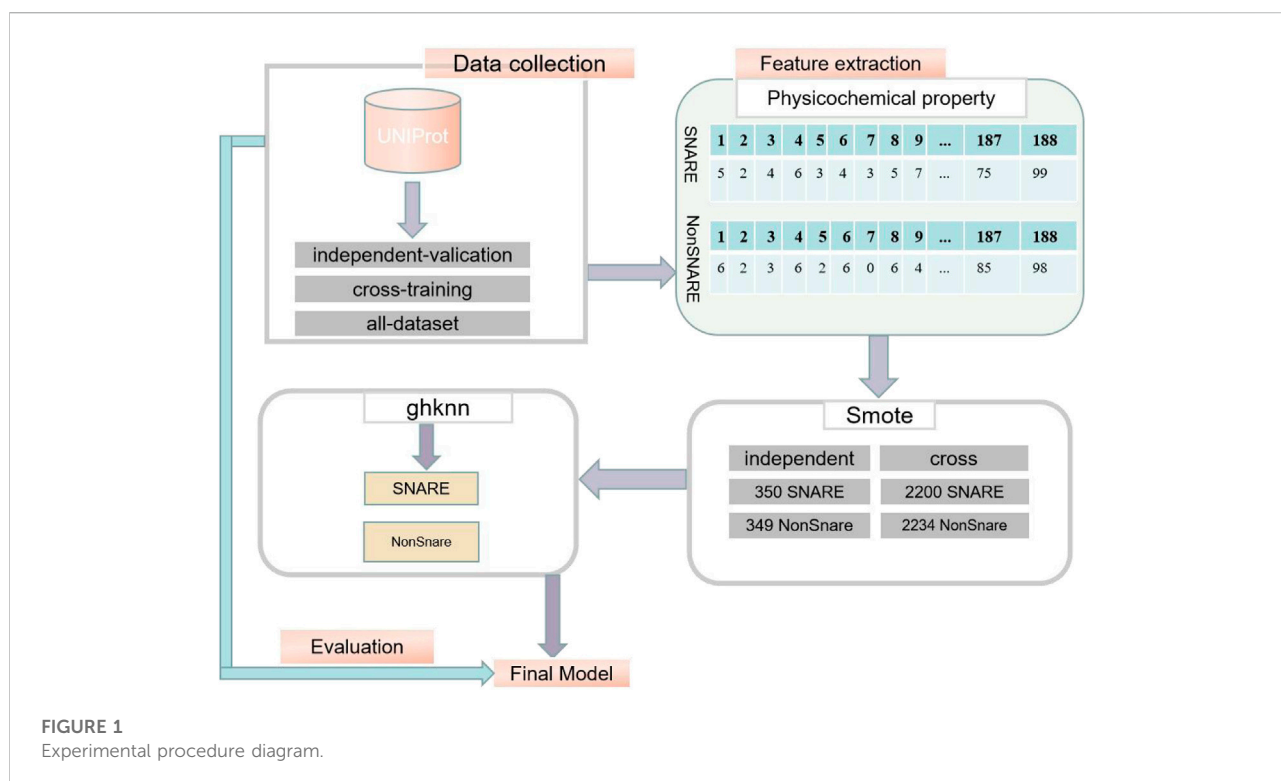 Data collection
UNIProt
independent-valication
cross-training
all-dataset
Feature extraction
Physicochemical property
SNARE
1 2 3 4 5 6 7 8 9 ... 187 188
5 2 4 6 3 4 3 5 7 ... 75 99
NonSNARE
1 2 3 4 5 6 7 8 9 ... 187 188
6 2 3 6 2 6 0 6 4 ... 85 98
Smote
independent cross
350 SNARE 2200 SNARE
349 NonSnare 2234 NonSnare
ghknn
SNARE
NonSnare
Evaluation
Final Model
FIGURE 1
Experimental procedure diagram.